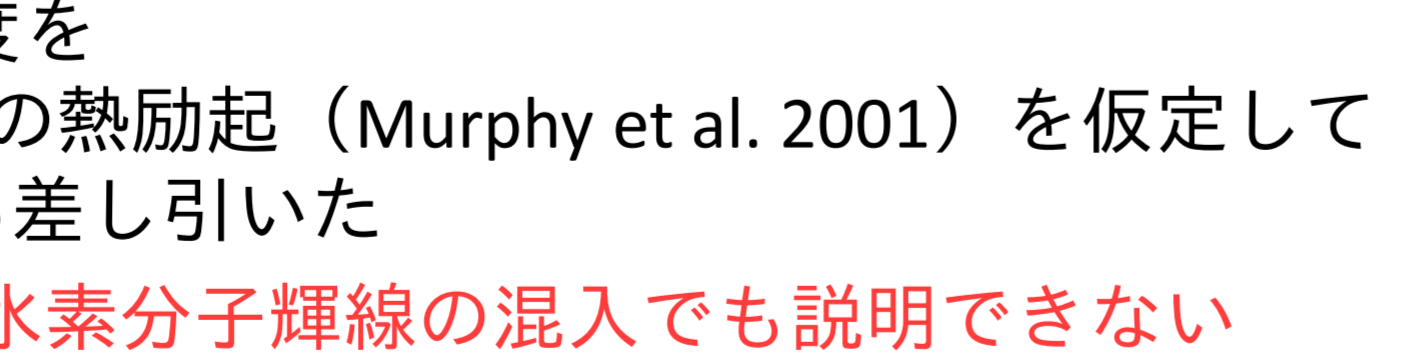 度を
の熱励起（Murphy et al. 2001）を仮定して
差し引いた
水素分子輝線の混入でも説明できない